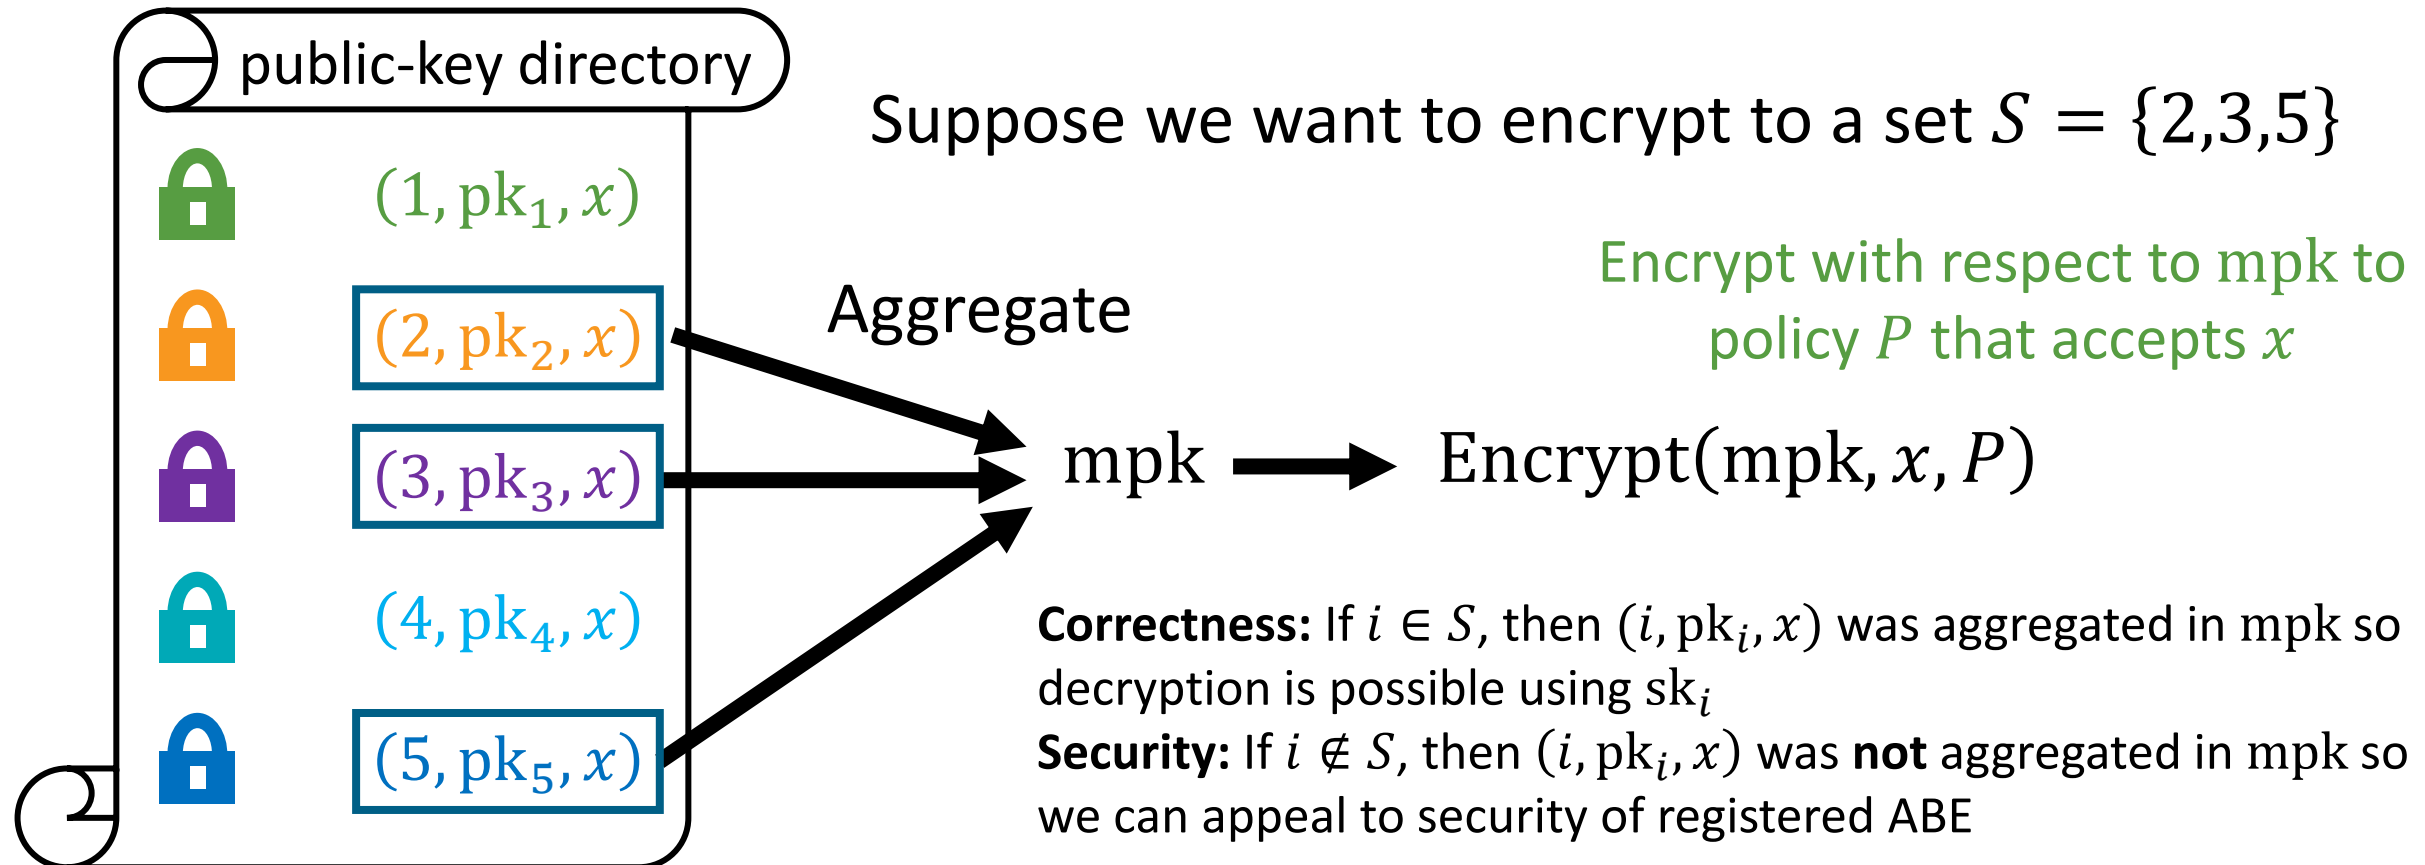 public-key directory
Suppose we want to encrypt to a set S = {2,3,5}
(1, pk₁, x)
(2, pk₂, x)
(3, pk₃, x)
(4, pk₄, x)
(5, pk₅, x)
Aggregate
Encrypt with respect to mpk to
policy P that accepts x
mpk
Encrypt(mpk, x, P)
Correctness: If i ∈ S, then (i, pkᵢ, x) was aggregated in mpk so
decryption is possible using skᵢ
Security: If i ∉ S, then (i, pkᵢ, x) was not aggregated in mpk so
we can appeal to security of registered ABE